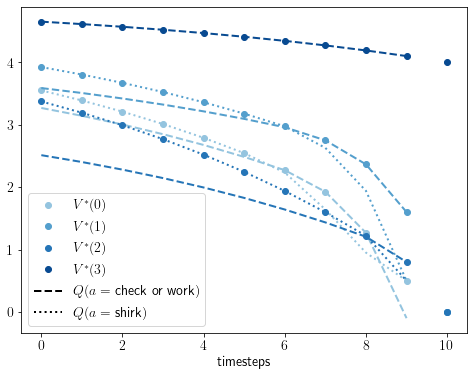 4
3
2
1
0
V*(0)
V*(1)
V*(2)
V*(3)
Q(a = check or work)
Q(a = shirk)
0 2 4 6 8 10
timesteps